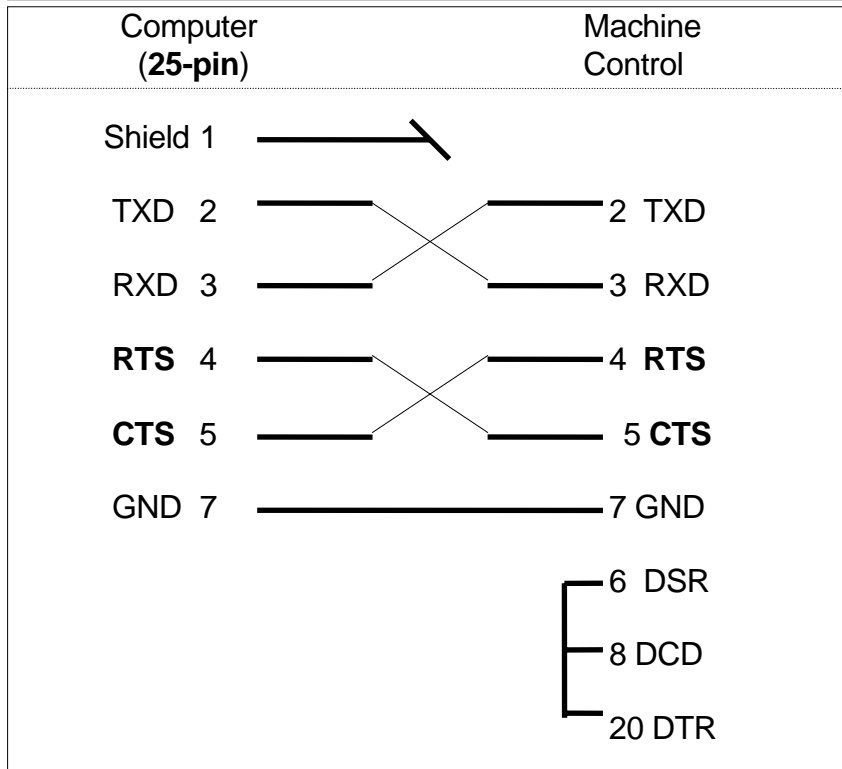 Computer
(25-pin)
Machine
Control
Shield 1
TXD 2
2 TXD
RXD 3
3 RXD
RTS 4
4 RTS
CTS 5
5 CTS
GND 7
7 GND
6 DSR
8 DCD
20 DTR